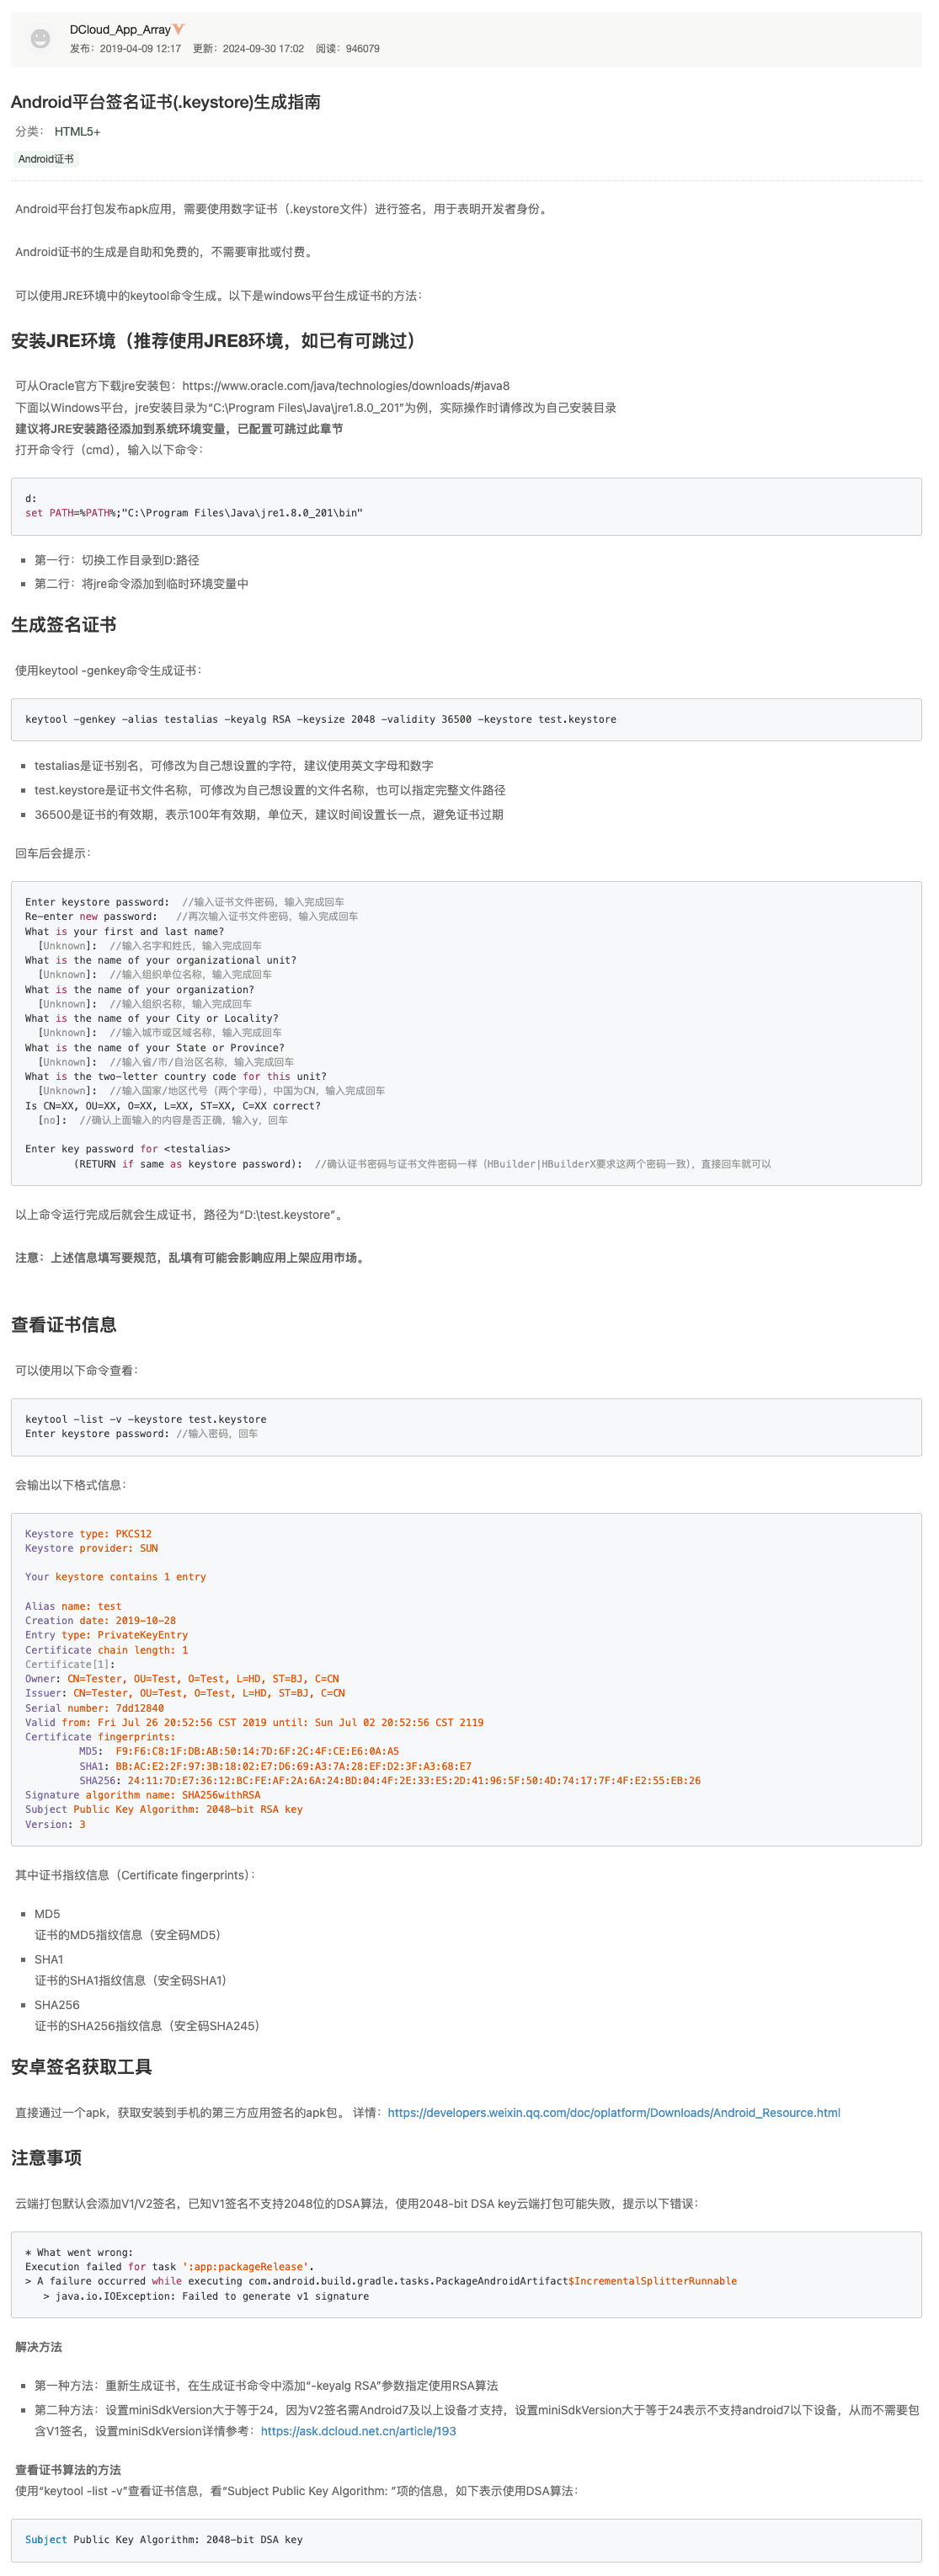 DCloud_App_Array
发布：2019-04-09 12:17 更新：2024-09-30 17:02 阅读：946079
Android平台签名证书(.keystore)生成指南
分类： HTML5+
Android证书
Android平台打包发布apk应用，需要使用数字证书（.keystore文件）进行签名，用于表明开发者身份。
Android证书的生成是自助和免费的，不需要审批或付费。
可以使用JRE环境中的keytool命令生成。以下是windows平台生成证书的方法：
安装JRE环境（推荐使用JRE8环境，如已有可跳过）
可从Oracle官方下载jre安装包：https://www.oracle.com/java/technologies/downloads/#java8
下面以Windows平台，jre安装目录为“C:\Program Files\Java\jre1.8.0_201”为例，实际操作时请修改为自己安装目录
建议将JRE安装路径添加到系统环境变量，已配置可跳过此章节
打开命令行（cmd），输入以下命令：
d:
set PATH=%PATH%;"C:\Program Files\Java\jre1.8.0_201\bin"
第一行：切换工作目录到D:路径
第二行：将jre命令添加到临时环境变量中
生成签名证书
使用keytool -genkey命令生成证书：
keytool -genkey -alias testalias -keyalg RSA -keysize 2048 -validity 36500 -keystore test.keystore
testalias是证书别名，可修改为自己想设置的字符，建议使用英文字母和数字
test.keystore是证书文件名称，可修改为自己想设置的文件名称，也可以指定完整文件路径
36500是证书的有效期，表示100年有效期，单位天，建议时间设置长一点，避免证书过期
回车后会提示：
Enter keystore password:  //输入证书文件密码，输入完成回车
Re-enter new password:   //再次输入证书文件密码，输入完成回车
What is your first and last name?
  [Unknown]:  //输入名字和姓氏，输入完成回车
What is the name of your organizational unit?
  [Unknown]:  //输入组织单位名称，输入完成回车
What is the name of your organization?
  [Unknown]:  //输入组织名称，输入完成回车
What is the name of your City or Locality?
  [Unknown]:  //输入城市或区域名称，输入完成回车
What is the name of your State or Province?
  [Unknown]:  //输入省/市/自治区名称，输入完成回车
What is the two-letter country code for this unit?
  [Unknown]:  //输入国家/地区代号（两个字母），中国为CN，输入完成回车
Is CN=XX, OU=XX, O=XX, L=XX, ST=XX, C=XX correct?
  [no]:  //确认上面输入的内容是否正确，输入y，回车
Enter key password for <testalias>
        (RETURN if same as keystore password):  //确认证书密码与证书文件密码一样（HBuilder|HBuilderX要求这两个密码一致），直接回车就可以
以上命令运行完成后就会生成证书，路径为“D:\test.keystore”。
注意：上述信息填写要规范，乱填有可能会影响应用上架应用市场。
查看证书信息
可以使用以下命令查看：
keytool -list -v -keystore test.keystore
Enter keystore password: //输入密码，回车
会输出以下格式信息：
Keystore type: PKCS12
Keystore provider: SUN
Your keystore contains 1 entry
Alias name: test
Creation date: 2019-10-28
Entry type: PrivateKeyEntry
Certificate chain length: 1
Certificate[1]:
Owner: CN=Tester, OU=Test, O=Test, L=HD, ST=BJ, C=CN
Issuer: CN=Tester, OU=Test, O=Test, L=HD, ST=BJ, C=CN
Serial number: 7dd12840
Valid from: Fri Jul 26 20:52:56 CST 2019 until: Sun Jul 02 20:52:56 CST 2119
Certificate fingerprints:
         MD5:  F9:F6:C8:1F:DB:AB:50:14:7D:6F:2C:4F:CE:E6:0A:A5
         SHA1: BB:AC:E2:2F:97:3B:18:02:E7:D6:69:A3:7A:28:EF:D2:3F:A3:68:E7
         SHA256: 24:11:7D:E7:36:12:BC:FE:AF:2A:6A:24:BD:04:4F:2E:33:E5:2D:41:96:5F:50:4D:74:17:7F:4F:E2:55:EB:26
Signature algorithm name: SHA256withRSA
Subject Public Key Algorithm: 2048-bit RSA key
Version: 3
其中证书指纹信息（Certificate fingerprints）：
MD5
证书的MD5指纹信息（安全码MD5）
SHA1
证书的SHA1指纹信息（安全码SHA1）
SHA256
证书的SHA256指纹信息（安全码SHA245）
安卓签名获取工具
直接通过一个apk，获取安装到手机的第三方应用签名的apk包。 详情：https://developers.weixin.qq.com/doc/oplatform/Downloads/Android_Resource.html
注意事项
云端打包默认会添加V1/V2签名，已知V1签名不支持2048位的DSA算法，使用2048-bit DSA key云端打包可能失败，提示以下错误：
* What went wrong:
Execution failed for task ':app:packageRelease'.
> A failure occurred while executing com.android.build.gradle.tasks.PackageAndroidArtifact$IncrementalSplitterRunnable
   > java.io.IOException: Failed to generate v1 signature
解决方法
第一种方法：重新生成证书，在生成证书命令中添加“-keyalg RSA”参数指定使用RSA算法
第二种方法：设置miniSdkVersion大于等于24，因为V2签名需Android7及以上设备才支持，设置miniSdkVersion大于等于24表示不支持android7以下设备，从而不需要包
含V1签名，设置miniSdkVersion详情参考：https://ask.dcloud.net.cn/article/193
查看证书算法的方法
使用“keytool -list -v”查看证书信息，看“Subject Public Key Algorithm: ”项的信息，如下表示使用DSA算法：
Subject Public Key Algorithm: 2048-bit DSA key